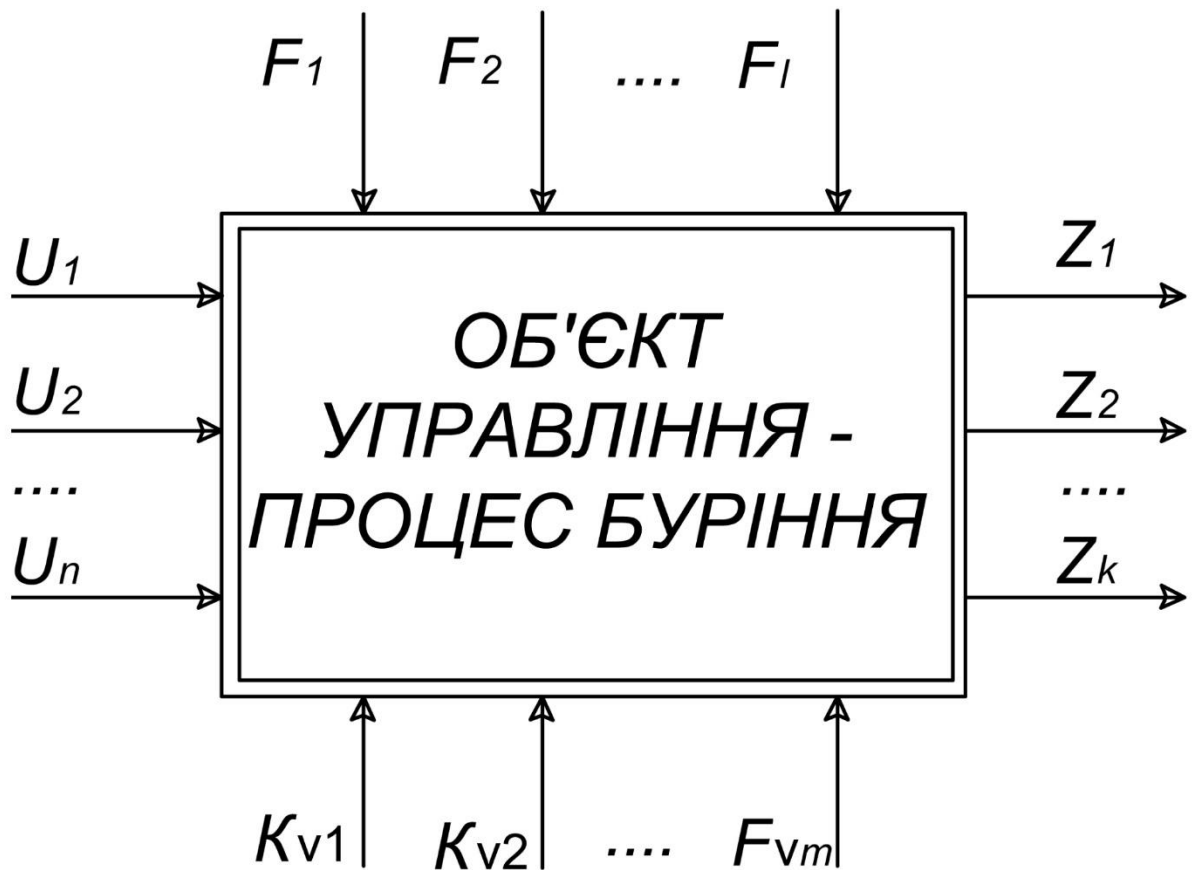 F1 F2 .... Fl
U1
Z1
ОБ'ЄКТ
УПРАВЛІННЯ -
ПРОЦЕС БУРІННЯ
U2
Z2
....
....
Un
Zk
Kv1 Kv2 .... Fvm